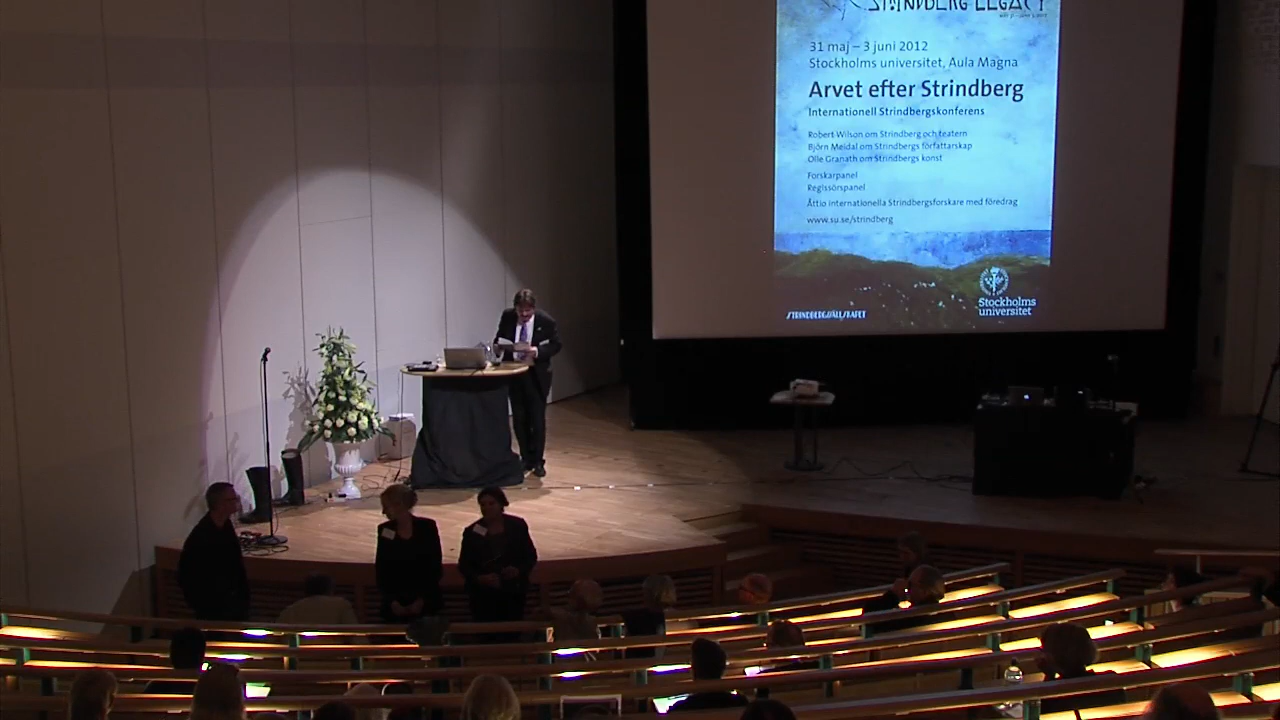 STRINDBERG LEGACY
31 maj – 3 juni 2012
Stockholms universitet, Aula Magna
Arvet efter Strindberg
Internationell Strindbergskonferens
Robert Wilson om Strindberg och teatern
Björn Meidal om Strindbergs författarskap
Olle Granath om Strindbergs konst
Forskarpanel
Regissörspanel
Åttio internationella Strindbergsforskare med föredrag
www.su.se/strindberg
Stockholms
universitet
STRINDBERGSSÄLLSKAPET